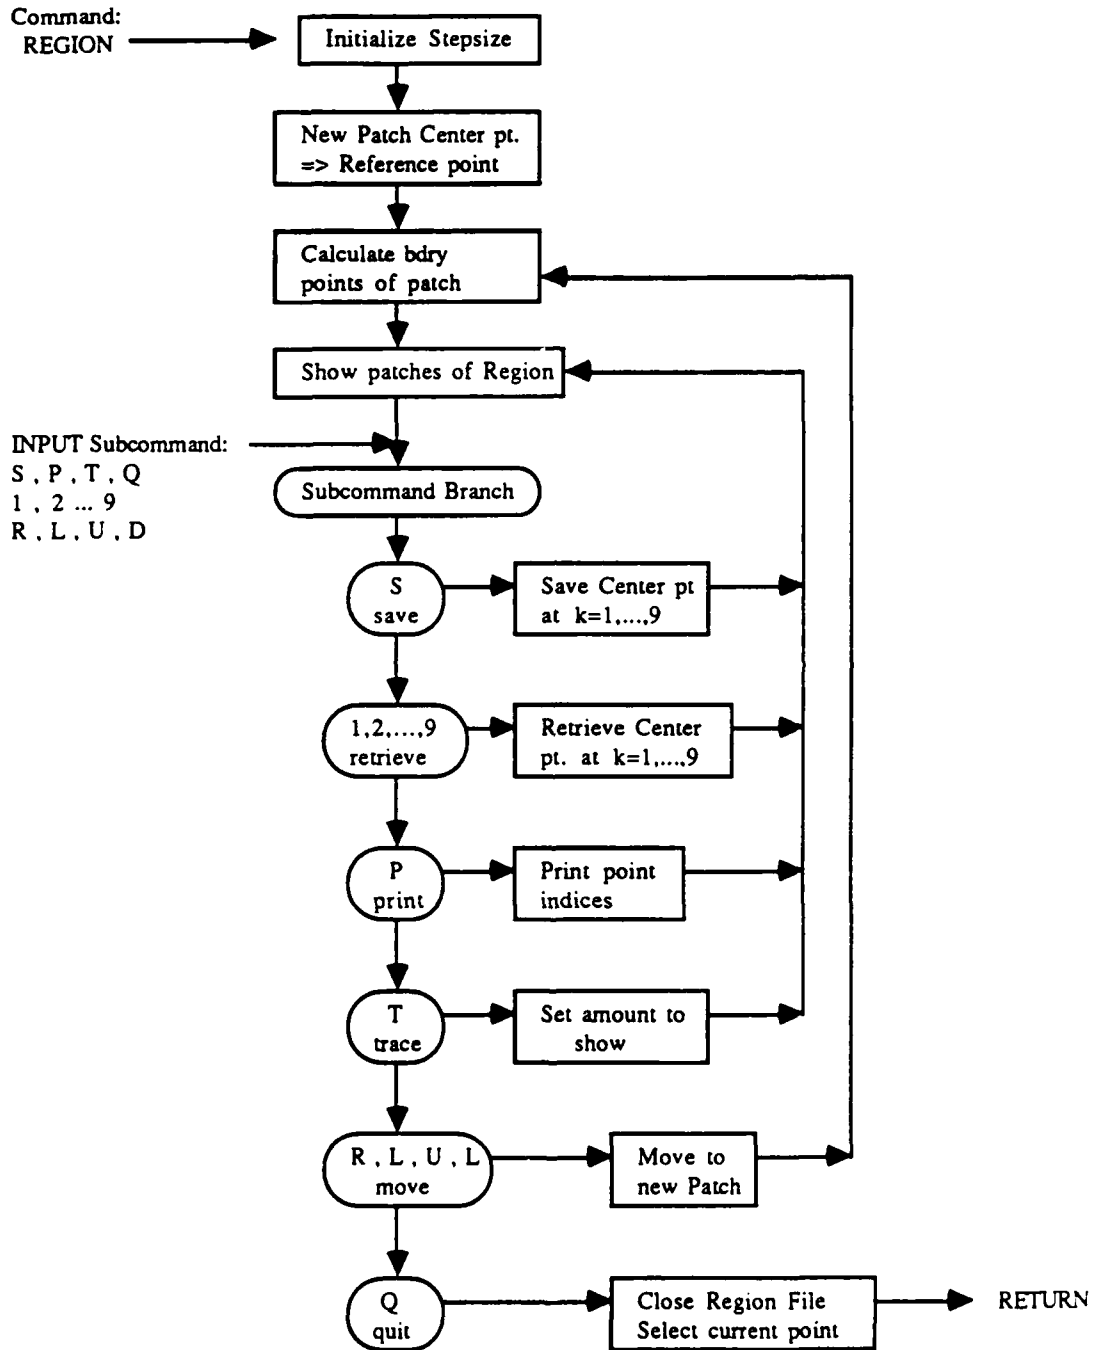 Command:
REGION
Initialize Stepsize
New Patch Center pt.
=> Reference point
Calculate bdry
points of patch
Show patches of Region
INPUT Subcommand:
S , P , T , Q
1 , 2 ... 9
R , L , U , D
Subcommand Branch
S
save
Save Center pt
at k=1,...,9
1,2,...,9
retrieve
Retrieve Center
pt. at k=1,...,9
P
print
Print point
indices
T
trace
Set amount to
show
R , L , U , L
move
Move to
new Patch
Q
quit
Close Region File
Select current point
RETURN